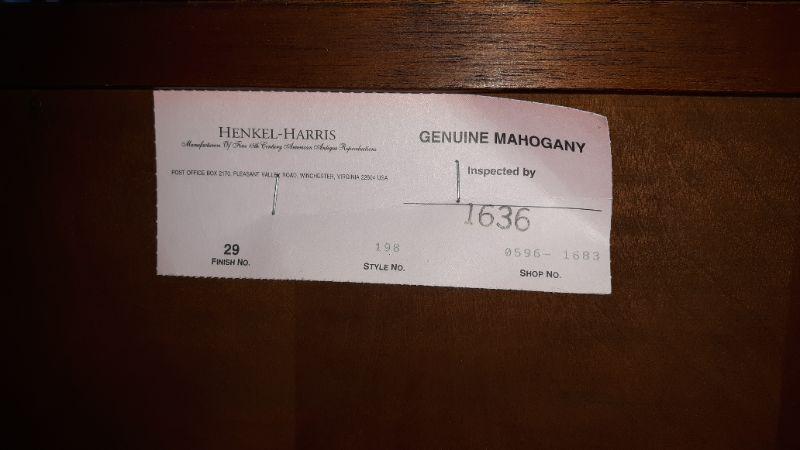 HENKEL-HARRIS
Manufacturers Of Fine 18th Century American Antique Reproductions
POST OFFICE BOX 2170, PLEASANT VALLEY ROAD, WINCHESTER, VIRGINIA 22604 USA
GENUINE MAHOGANY
Inspected by
1636
29
FINISH NO.
198
STYLE NO.
0596- 1683
SHOP NO.